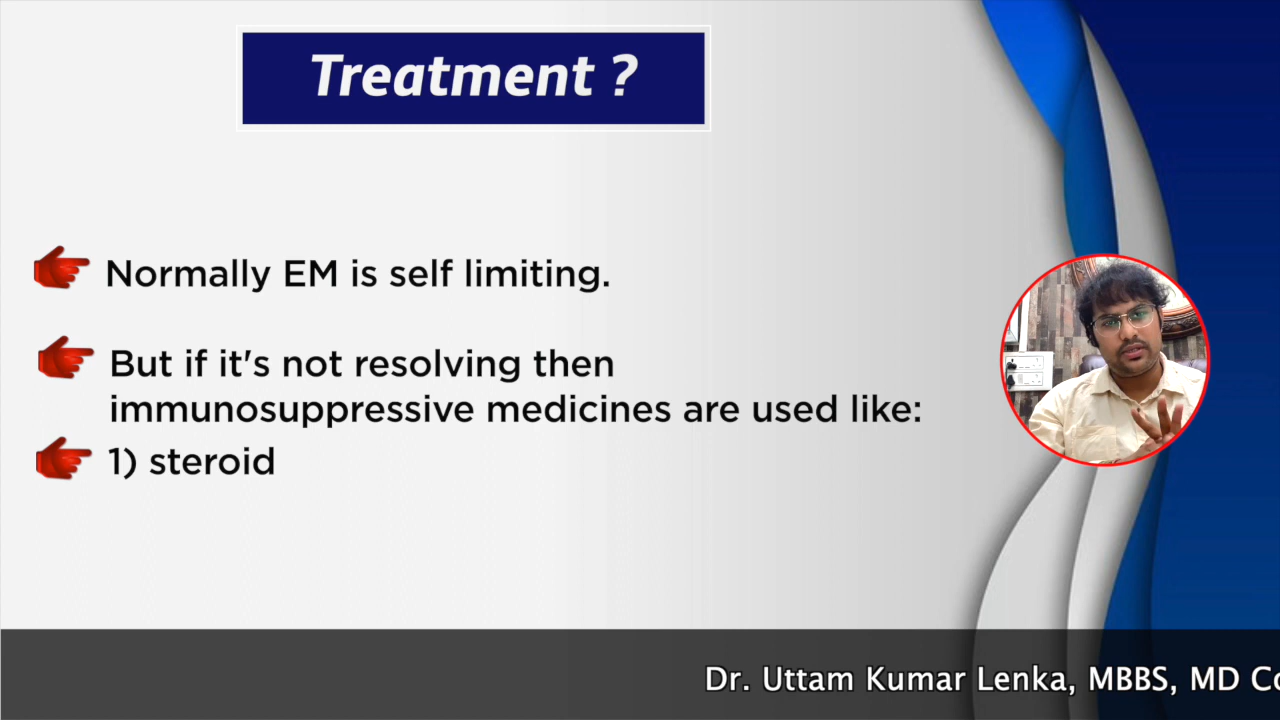 Treatment ?
Normally EM is self limiting.
But if it's not resolving then
immunosuppressive medicines are used like:
1) steroid
Dr. Uttam Kumar Lenka, MBBS, MD